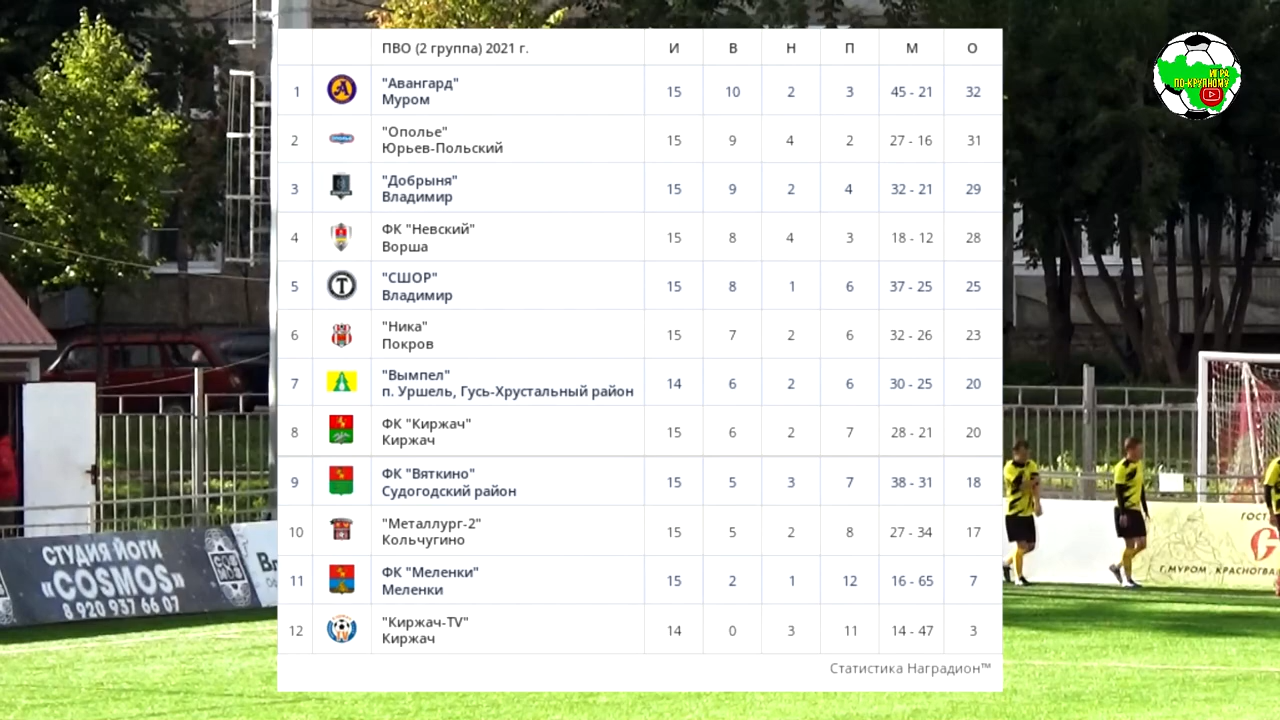 ПВО (2 группа) 2021 г. И В Н П М О
1 "Авангард" 15 10 2 3 45 - 21 32
Муром
2 "Ополье" 15 9 4 2 27 - 16 31
Юрьев-Польский
3 "Добрыня" 15 9 2 4 32 - 21 29
Владимир
4 ФК "Невский" 15 8 4 3 18 - 12 28
Ворша
5 "СШОР" 15 8 1 6 37 - 25 25
Владимир
6 "Ника" 15 7 2 6 32 - 26 23
Покров
7 "Вымпел" 14 6 2 6 30 - 25 20
п. Уршель, Гусь-Хрустальный район
8 ФК "Киржач" 15 6 2 7 28 - 21 20
Киржач
9 ФК "Вяткино" 15 5 3 7 38 - 31 18
Судогодский район
10 "Металлург-2" 15 5 2 8 27 - 34 17
Кольчугино
11 ФК "Меленки" 15 2 1 12 16 - 65 7
Меленки
12 "Киржач-TV" 14 0 3 11 14 - 47 3
Киржач
Статистика Наградион™
ИГРА
ПО-КРУПНОМУ
СТУДИЯ ЙОГИ
«COSMOS»
8 920 937 66 07
ГОСТ
Г.МУРОМ, КРАСНОГВА